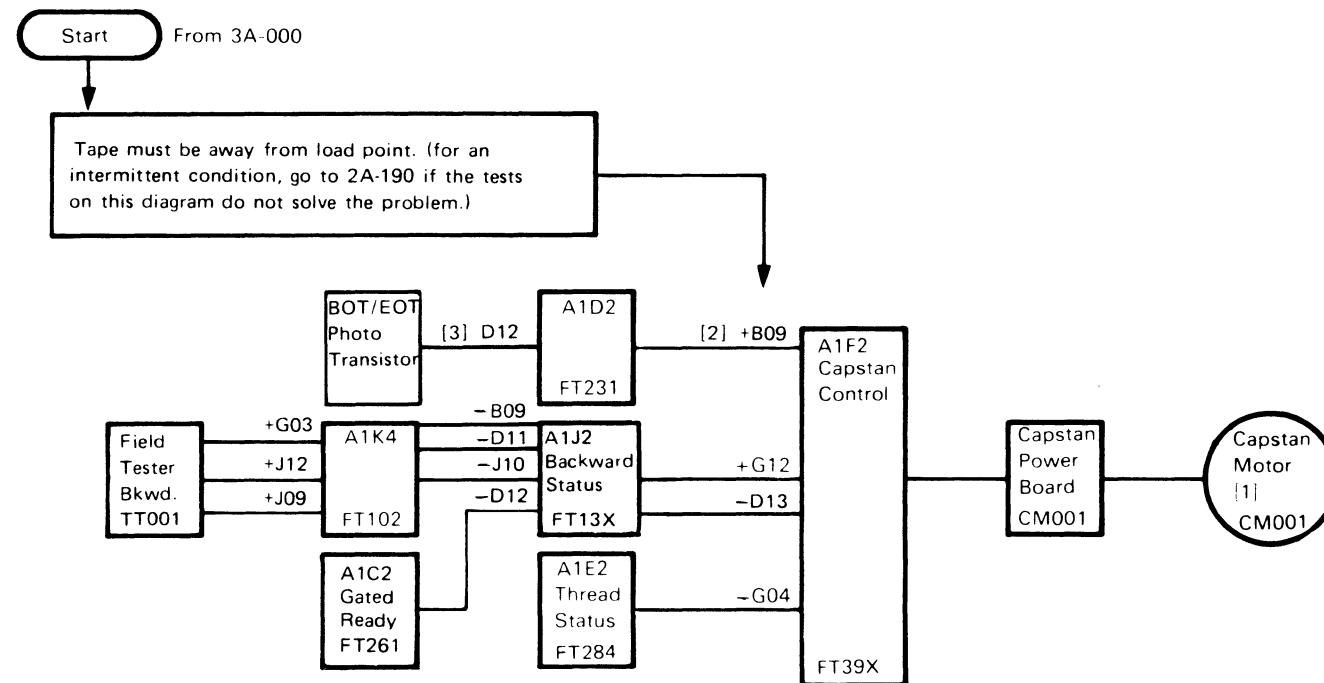 Start
From 3A-000
Tape must be away from load point. (for an
intermittent condition, go to 2A-190 if the tests
on this diagram do not solve the problem.)
BOT/EOT
Photo
Transistor
[3] D12
A1D2
FT231
[2] +B09
A1F2
Capstan
Control
FT39X
Field
Tester
Bkwd.
TT001
+G03
+J12
+J09
A1K4
FT102
−B09
−D11
−J10
−D12
A1J2
Backward
Status
FT13X
+G12
−D13
A1C2
Gated
Ready
FT261
A1E2
Thread
Status
FT284
−G04
Capstan
Power
Board
CM001
Capstan
Motor
[1]
CM001